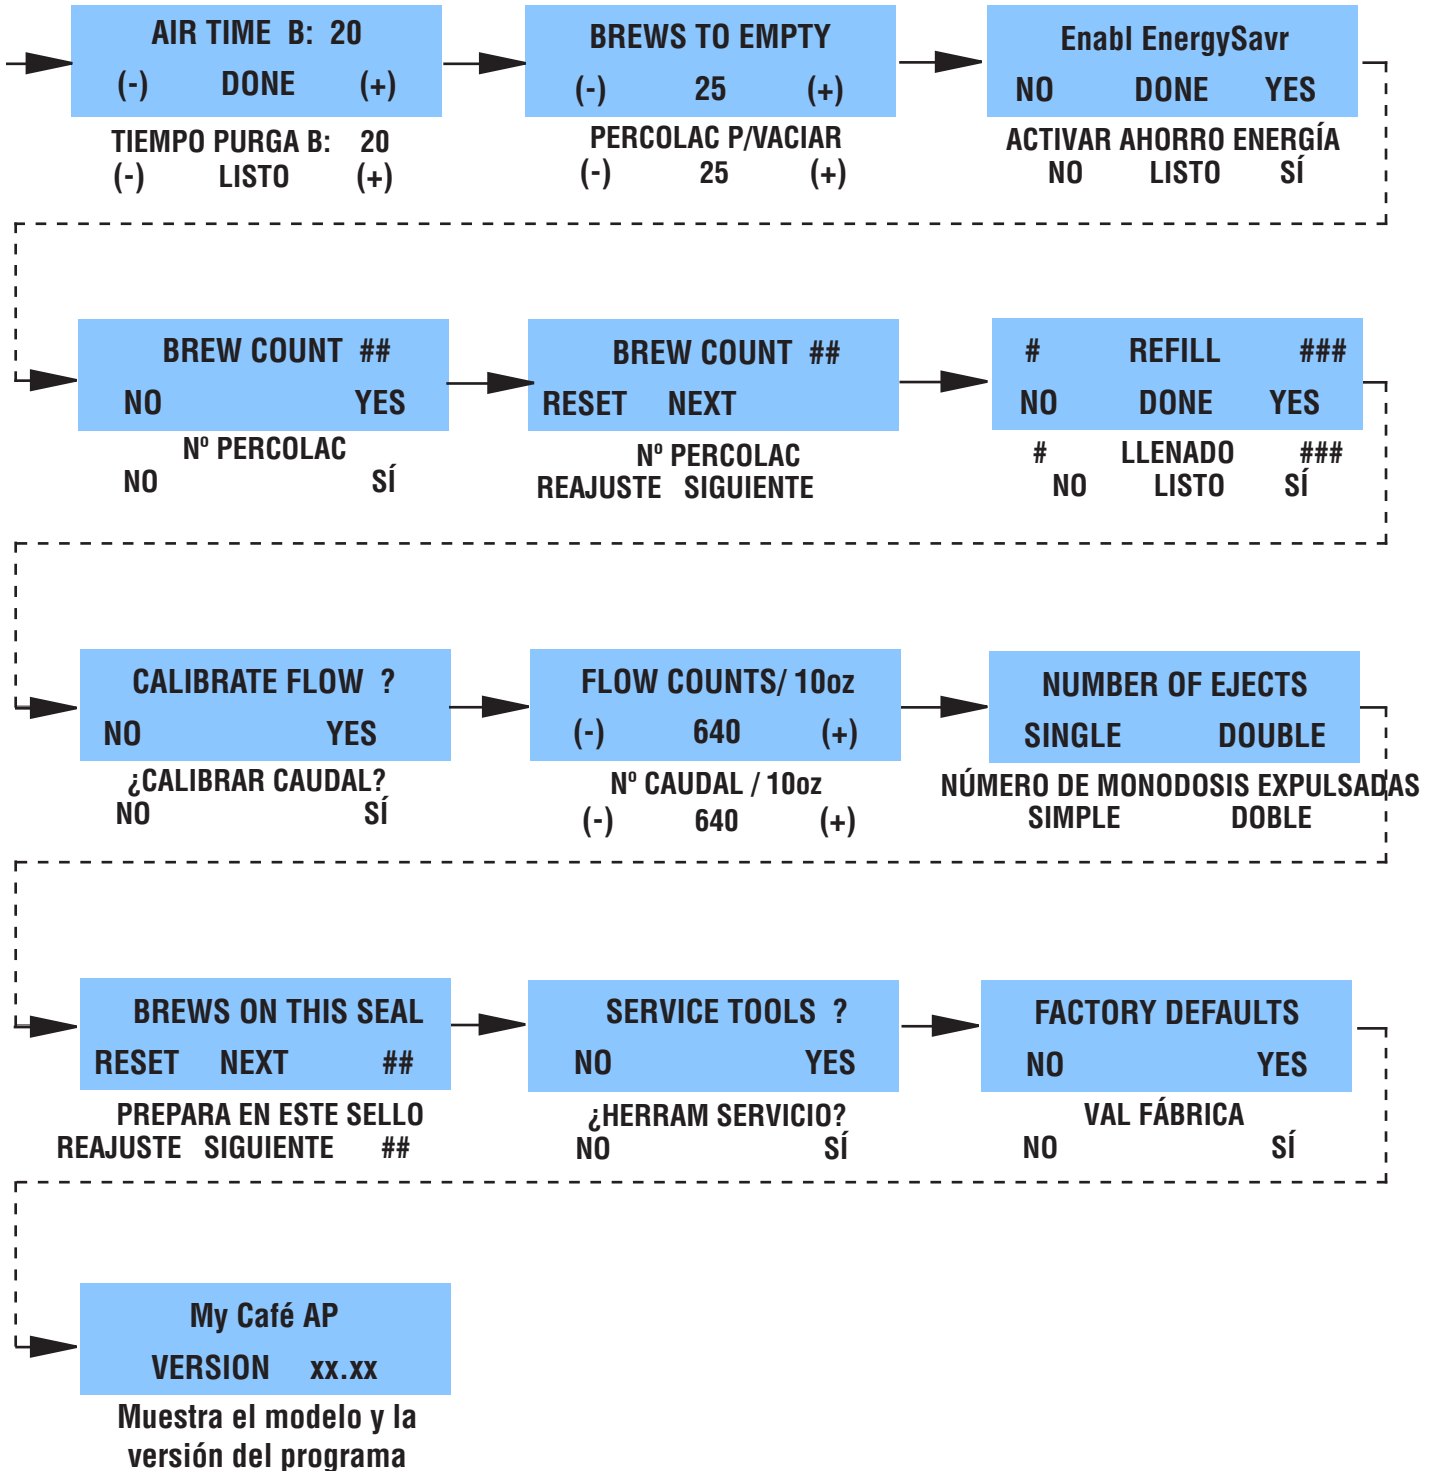 AIR TIME B: 20
(-) DONE (+)
TIEMPO PURGA B: 20
(-) LISTO (+)
BREWS TO EMPTY
(-) 25 (+)
PERCOLAC P/VACIAR
(-) 25 (+)
Enabl EnergySavr
NO DONE YES
ACTIVAR AHORRO ENERGÍA
NO LISTO SÍ
BREW COUNT ##
NO YES
Nº PERCOLAC
NO SÍ
BREW COUNT ##
RESET NEXT
Nº PERCOLAC
REAJUSTE SIGUIENTE
# REFILL ###
NO DONE YES
# LLENADO ###
NO LISTO SÍ
CALIBRATE FLOW ?
NO YES
¿CALIBRAR CAUDAL?
NO SÍ
FLOW COUNTS/ 10oz
(-) 640 (+)
Nº CAUDAL / 10oz
(-) 640 (+)
NUMBER OF EJECTS
SINGLE DOUBLE
NÚMERO DE MONODOSIS EXPULSADAS
SIMPLE DOBLE
BREWS ON THIS SEAL
RESET NEXT ##
PREPARA EN ESTE SELLO
REAJUSTE SIGUIENTE ##
SERVICE TOOLS ?
NO YES
¿HERRAM SERVICIO?
NO SÍ
FACTORY DEFAULTS
NO YES
VAL FÁBRICA
NO SÍ
My Café AP
VERSION xx.xx
Muestra el modelo y la
versión del programa